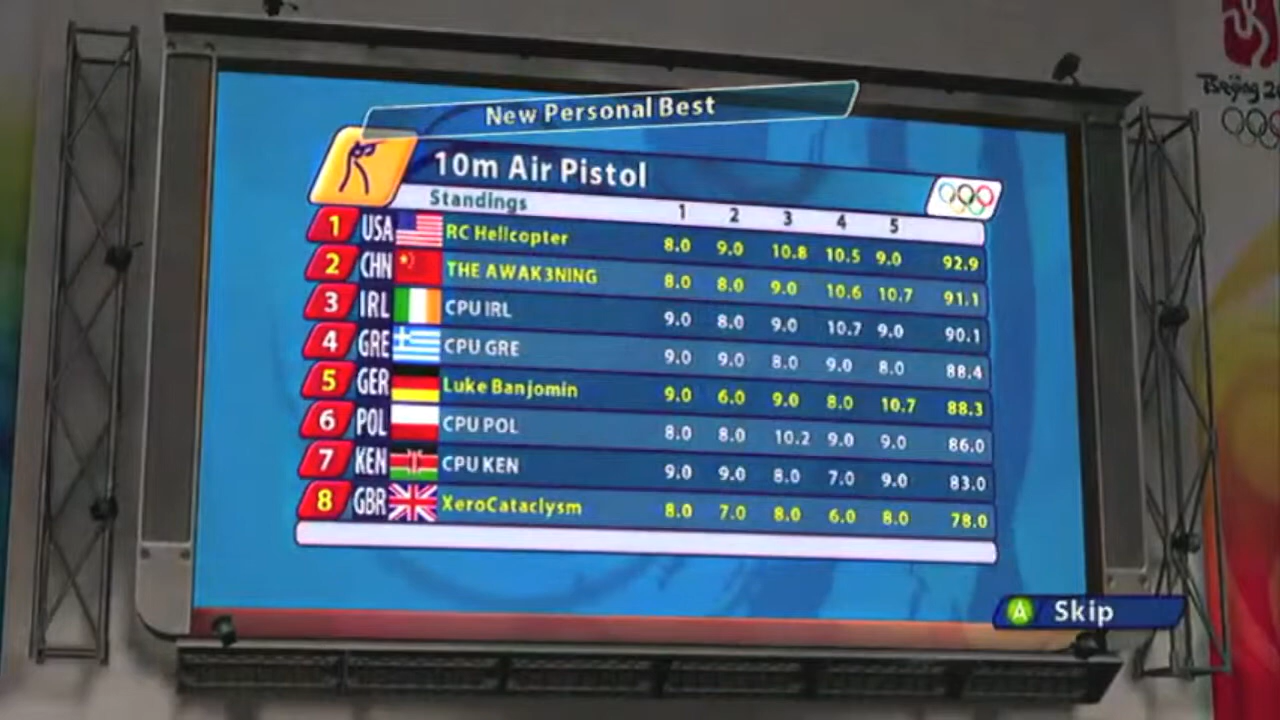 Beijing 20
New Personal Best
10m Air Pistol
Standings 1 2 3 4 5
1 USA RC Helicopter 8.0 9.0 10.8 10.5 9.0 92.9
2 CHN THE AWAK3NING 8.0 8.0 9.0 10.6 10.7 91.1
3 IRL CPU IRL 9.0 8.0 9.0 10.7 9.0 90.1
4 GRE CPU GRE 9.0 9.0 8.0 9.0 8.0 88.4
5 GER Luke Banjomin 9.0 6.0 9.0 8.0 10.7 88.3
6 POL CPU POL 8.0 8.0 10.2 9.0 9.0 86.0
7 KEN CPU KEN 9.0 9.0 8.0 7.0 9.0 83.0
8 GBR XeroCataclysm 8.0 7.0 8.0 6.0 8.0 78.0
A Skip